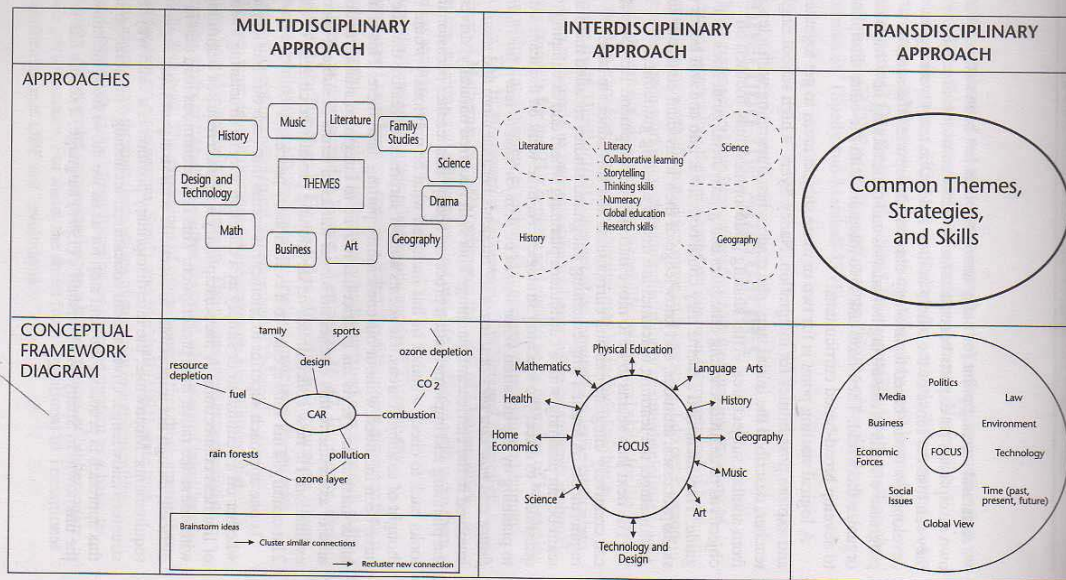 MULTIDISCIPLINARY
APPROACH
INTERDISCIPLINARY
APPROACH
TRANSDISCIPLINARY
APPROACH
APPROACHES
Music
Literature
Family
Studies
History
Science
Design and
Technology
THEMES
Drama
Math
Business
Art
Geography
Literature
Literacy
Collaborative learning
Storytelling
Thinking skills
Numeracy
Global education
Research skills
Science
History
Geography
Common Themes,
Strategies,
and Skills
CONCEPTUAL
FRAMEWORK
DIAGRAM
family
sports
design
ozone depletion
resource
depletion
fuel
CO2
CAR
combustion
rain forests
pollution
ozone layer
Brainstorm ideas
Cluster similar connections
Recluster new connection
Physical Education
Mathematics
Language Arts
Health
History
Home
Economics
FOCUS
Geography
Music
Science
Art
Technology and
Design
Politics
Media
Law
Business
Environment
Economic
Forces
FOCUS
Technology
Social
Issues
Time (past,
present, future)
Global View